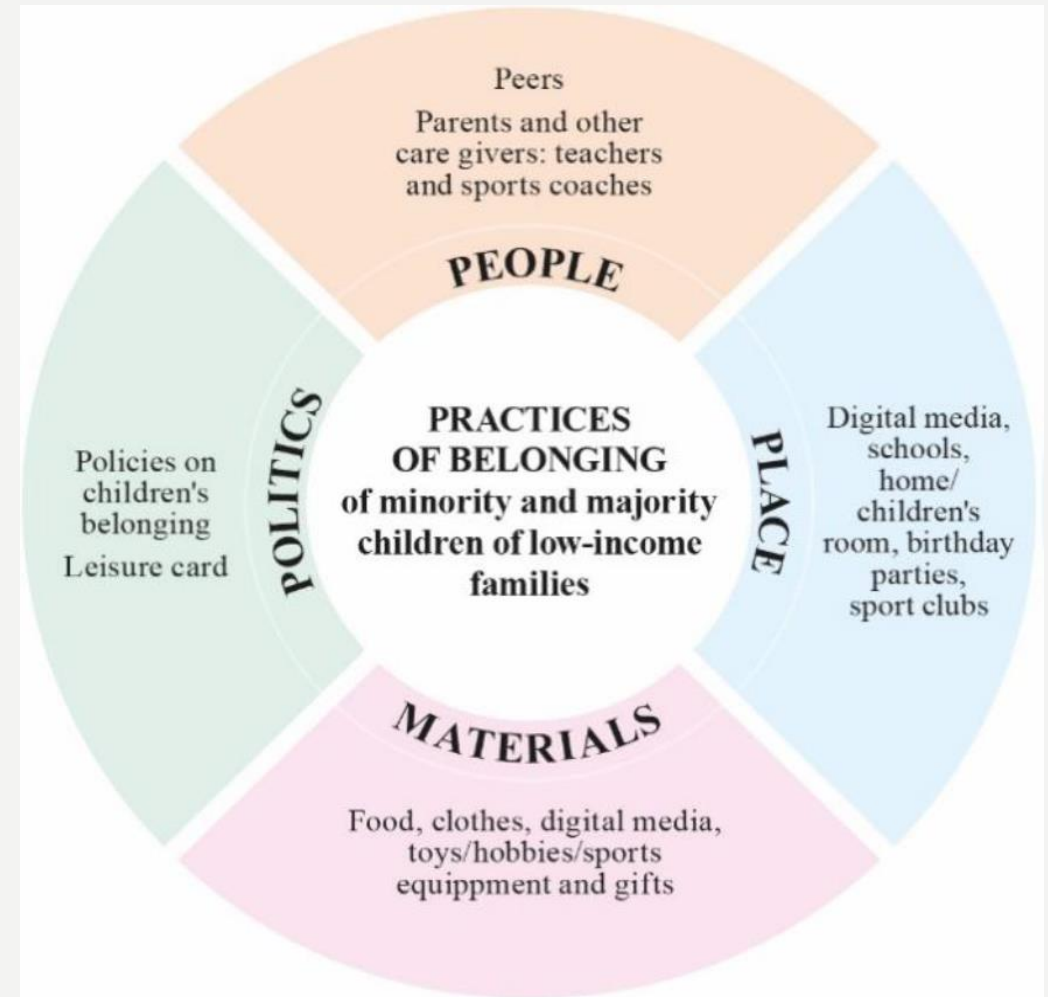 Peers
Parents and other
care givers: teachers
and sports coaches
PEOPLE
Policies on
children's
belonging
Leisure card
POLITICS
PRACTICES
OF BELONGING
of minority and majority
children of low-income
families
PLACE
Digital media,
schools,
home/
children's
room, birthday
parties,
sport clubs
MATERIALS
Food, clothes, digital media,
toys/hobbies/sports
equippment and gifts